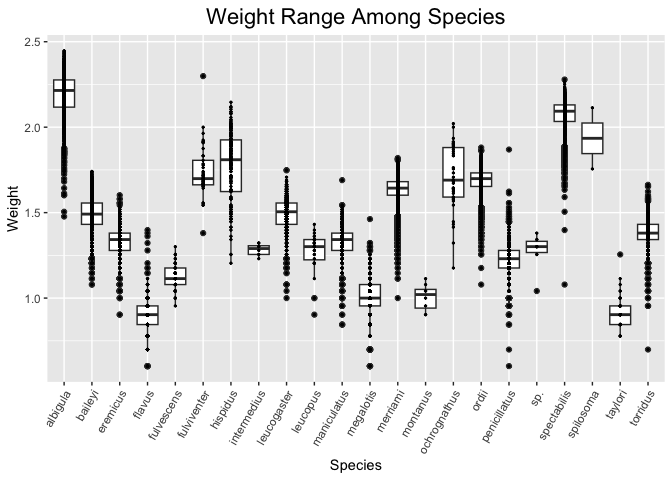 Weight Range Among Species
2.5
2.0
1.5
1.0
Weight
albigula
baileyi
eremicus
flavus
fulvescens
fulviventer
hispidus
intermedius
leucogaster
leucopus
maniculatus
megalotis
merriami
montanus
ochrognathus
ordii
penicillatus
sp.
spectabilis
spilosoma
taylori
torridus
Species